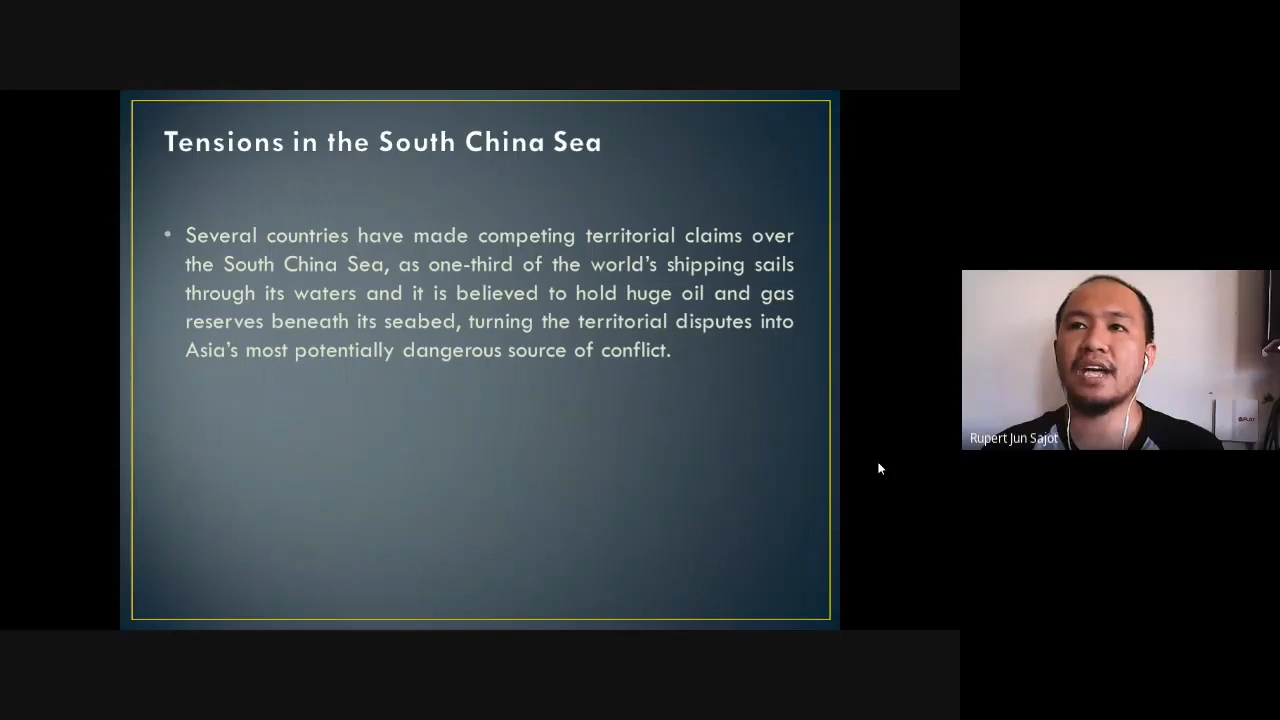 Tensions in the South China Sea
• Several countries have made competing territorial claims over
the South China Sea, as one-third of the world’s shipping sails
through its waters and it is believed to hold huge oil and gas
reserves beneath its seabed, turning the territorial disputes into
Asia’s most potentially dangerous source of conflict.
Rupert Jun Sajot